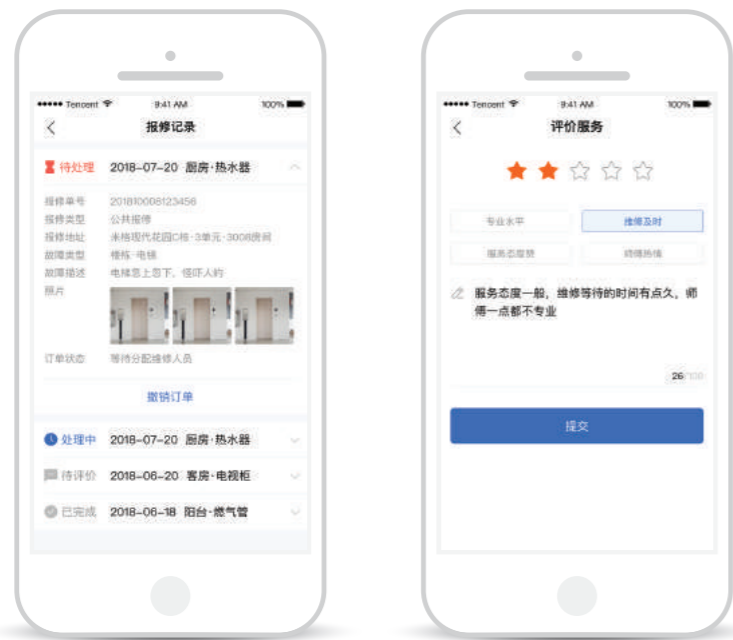 Tencent 9:41 AM 100%
报修记录
待处理 2018-07-20 厨房·热水器
报修单号 201810008123456
报修类型 公共报修
报修地址 米格现代花园C格-3单元-3008房间
故障类型 楼栋-电梯
故障描述 电梯忽上忽下，怪吓人的
照片
订单状态 等待分配维修人员
撤销订单
处理中 2018-07-20 厨房·热水器
待评价 2018-06-20 客房·电视柜
已完成 2018-06-18 阳台·燃气管
Tencent 9:41 AM 100%
评价服务
专业水平 维修及时
服务态度赞 师傅热情
服务态度一般，维修等待的时间有点久，师
傅一点都不专业
26/100
提交